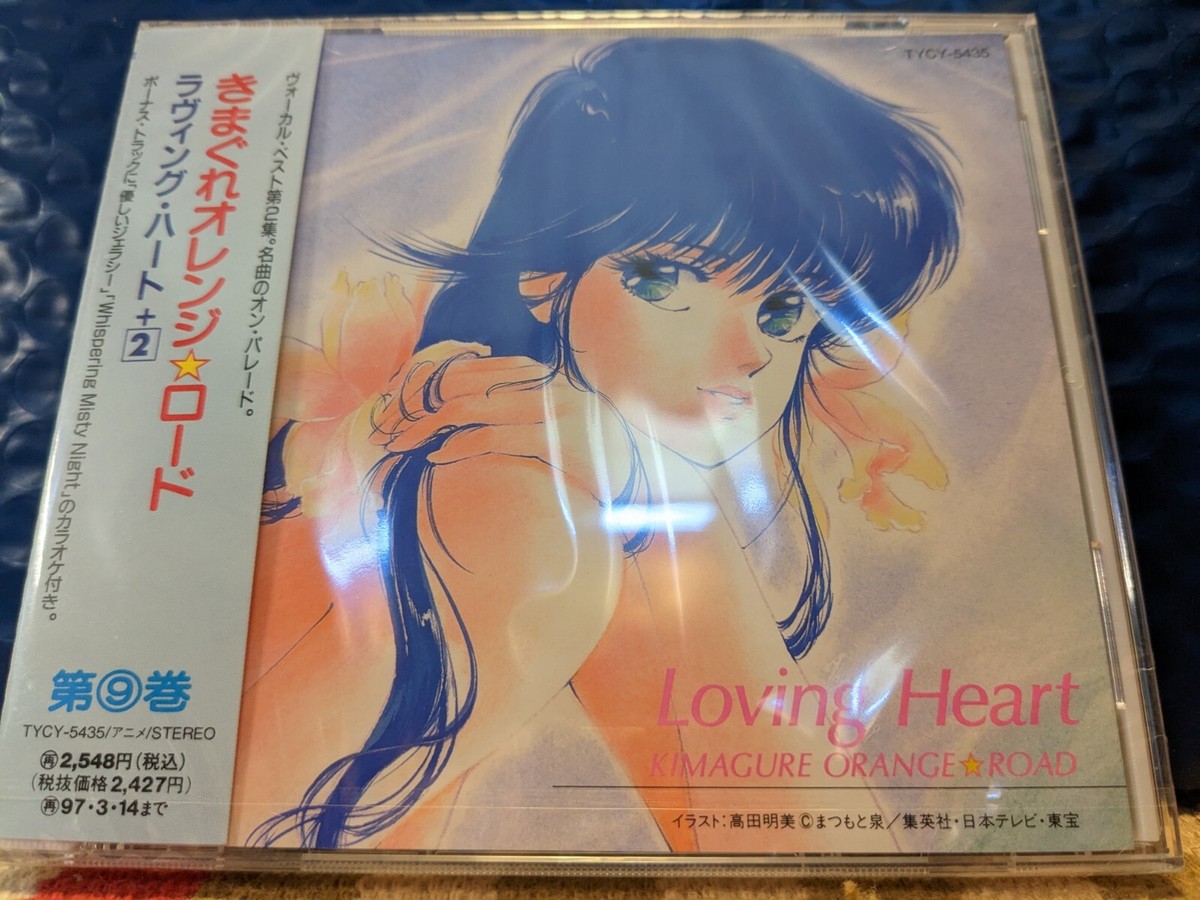 ヴォーカル・ベスト第2集。名曲のオン・パレード。
きまぐれオレンジ★ロード
ラヴィング・ハート+2
ボーナス・トラックに「優しいジェラシー」「Whispering Misty Night」のカラオケ付き。
第⑨巻
TYCY-5435/アニメ/STEREO
再2,548円(税込)
(税抜価格2,427円)
再97・3・14まで
TYCY-5435
Loving Heart
KIMAGURE ORANGE★ROAD
イラスト:高田明美 ©まつもと泉/集英社・日本テレビ・東宝